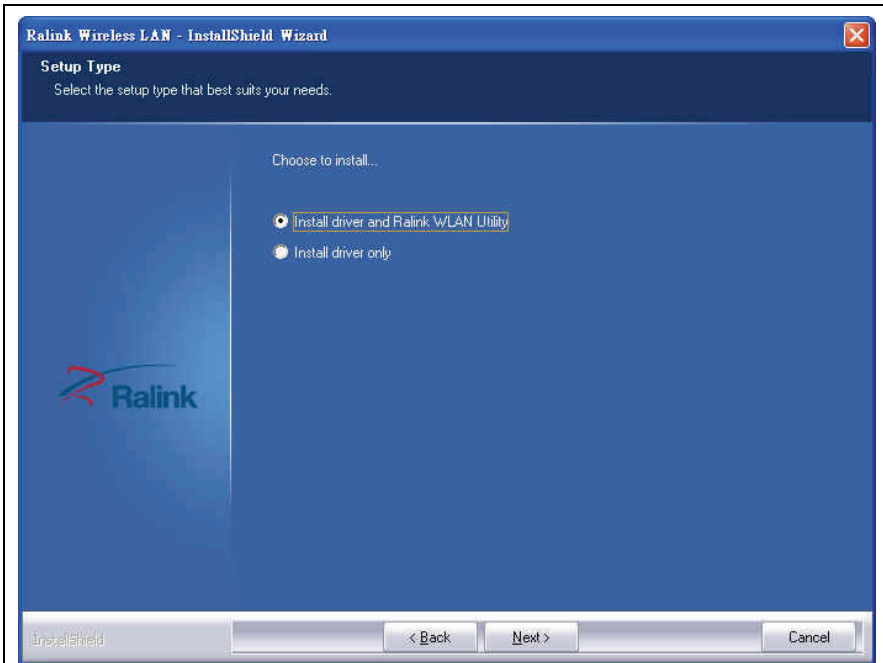 Ralink Wireless LAN - InstallShield Wizard
Setup Type
Select the setup type that best suits your needs.
Choose to install...
Install driver and Ralink WLAN Utility
Install driver only
Ralink
InstallShield
< Back
Next >
Cancel